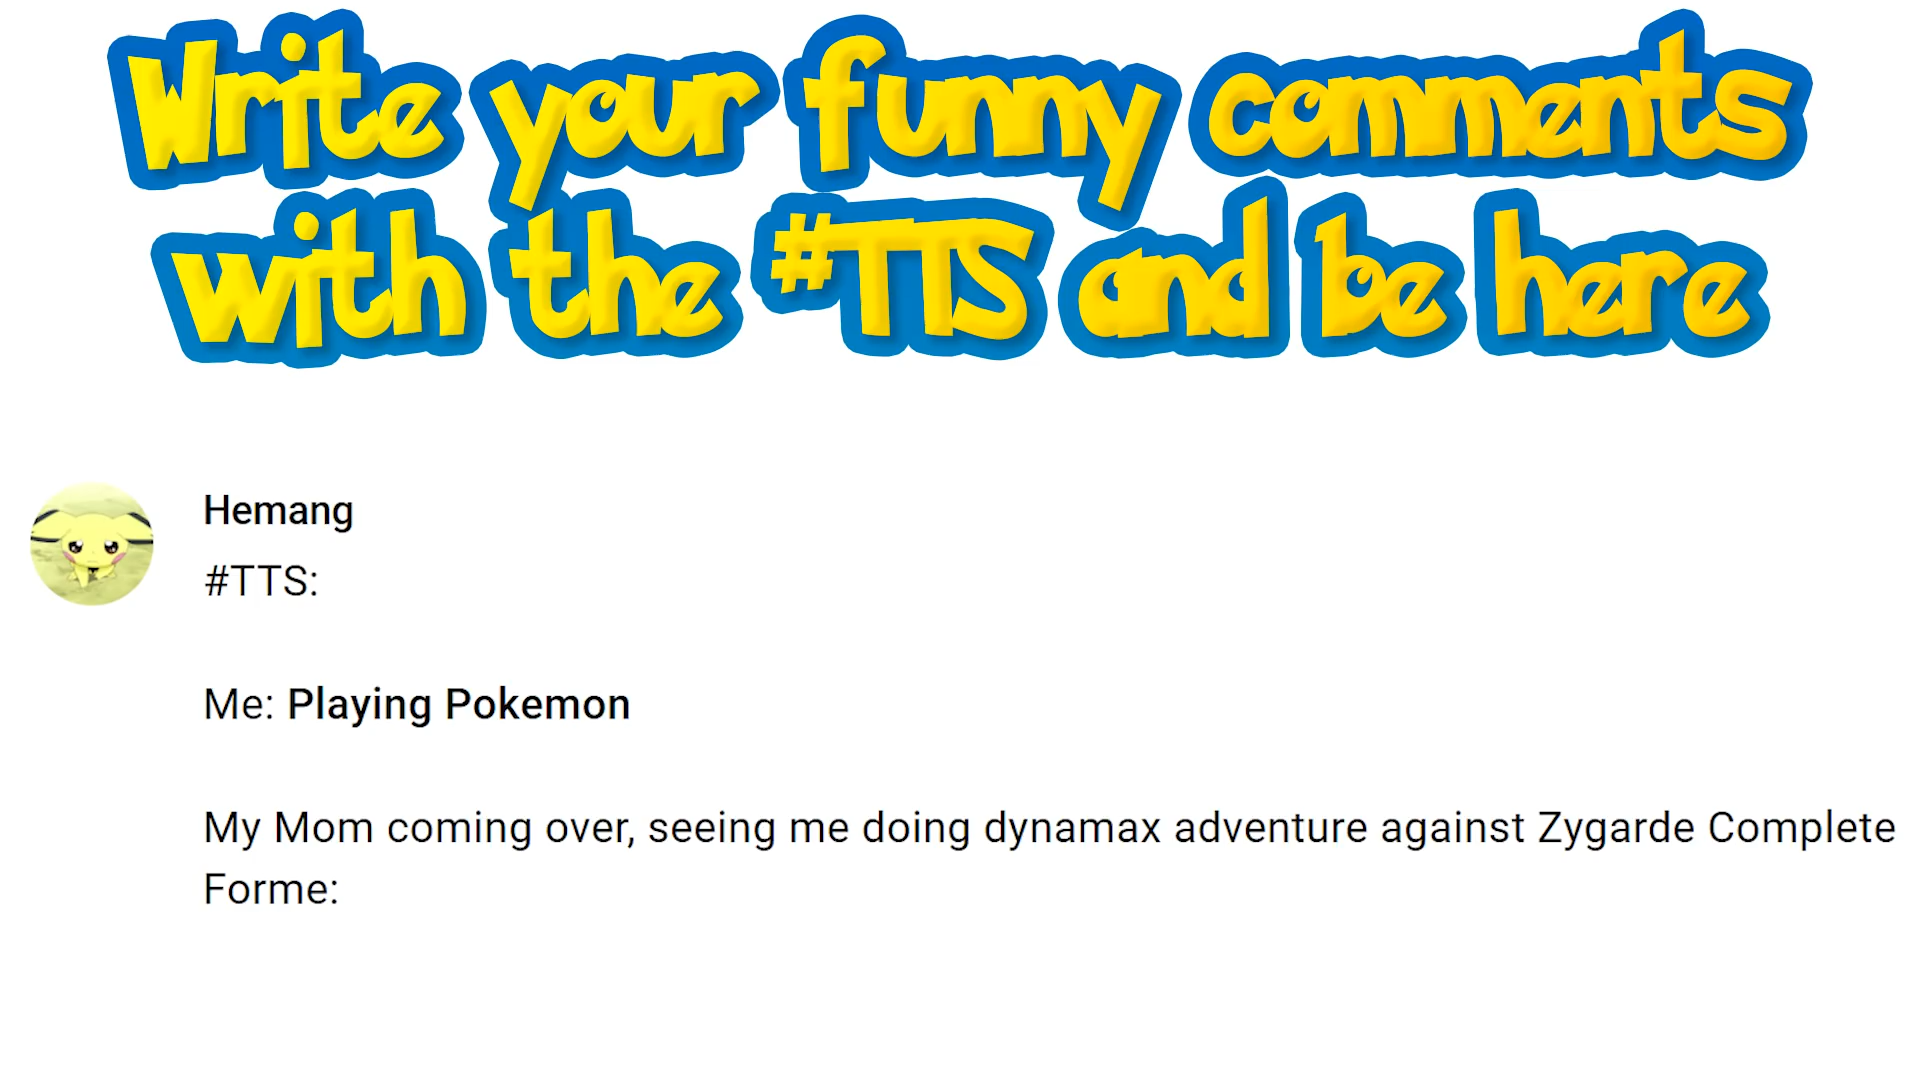 Write your funny comments
with the #TTS and be here
Hemang
#TTS:
Me: Playing Pokemon
My Mom coming over, seeing me doing dynamax adventure against Zygarde Complete
Forme: